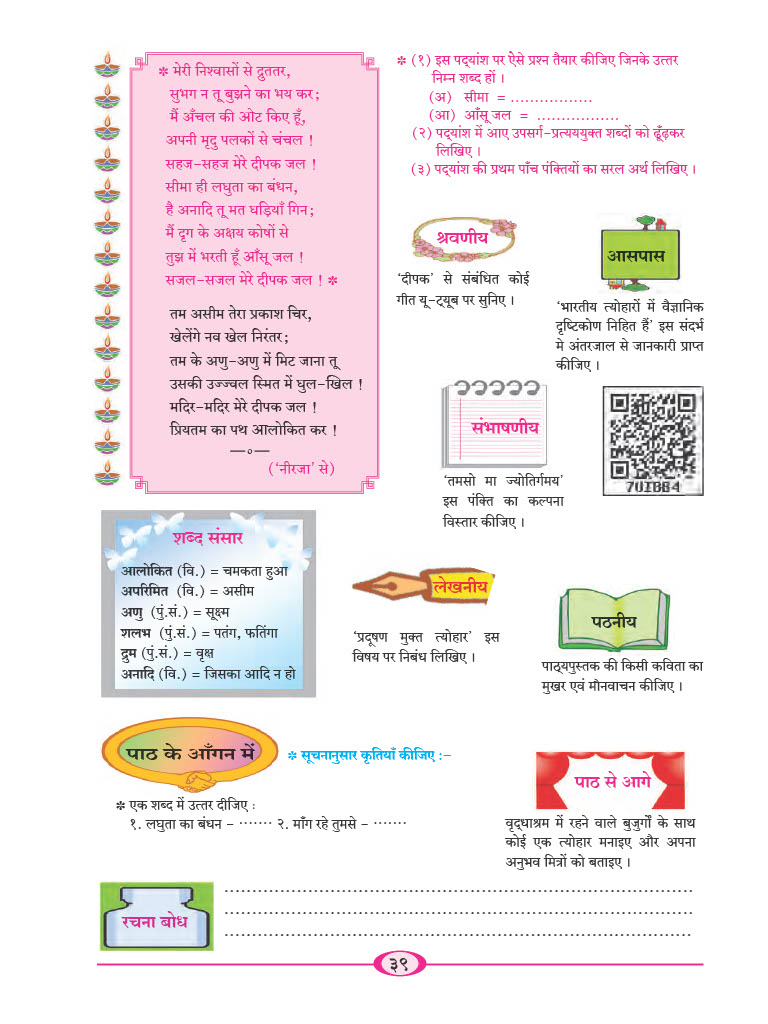 ✽ मेरी निश्वासों से द्रुततर,
सुभग न तू बुझने का भय कर;
मैं अँचल की ओट किए हूँ,
अपनी मृदु पलकों से चंचल !
सहज-सहज मेरे दीपक जल !
सीमा ही लघुता का बंधन,
है अनादि तू मत घड़ियाँ गिन;
मैं दृग के अक्षय कोषों से
तुझ में भरती हूँ आँसू जल !
सजल-सजल मेरे दीपक जल ! ✽
तम असीम तेरा प्रकाश चिर,
खेलेंगे नव खेल निरंतर;
तम के अणु-अणु में मिट जाना तू
उसकी उज्ज्वल स्मित में घुल-खिल !
मदिर-मदिर मेरे दीपक जल !
प्रियतम का पथ आलोकित कर !
—०—
(‘नीरजा’ से)
✽ (१) इस पद्यांश पर ऐसे प्रश्न तैयार कीजिए जिनके उत्तर
निम्न शब्द हों ।
(अ) सीमा = .................
(आ) आँसू जल = .................
(२) पद्यांश में आए उपसर्ग-प्रत्यययुक्त शब्दों को ढूँढ़कर
लिखिए ।
(३) पद्यांश की प्रथम पाँच पंक्तियों का सरल अर्थ लिखिए ।
श्रवणीय
‘दीपक’ से संबंधित कोई
गीत यू-ट्यूब पर सुनिए ।
आसपास
‘भारतीय त्योहारों में वैज्ञानिक
दृष्टिकोण निहित हैं’ इस संदर्भ
मे अंतरजाल से जानकारी प्राप्त
कीजिए ।
संभाषणीय
‘तमसो मा ज्योतिर्गमय’
इस पंक्ति का कल्पना
विस्तार कीजिए ।
7UIBB4
शब्द संसार
आलोकित (वि.) = चमकता हुआ
अपरिमित (वि.) = असीम
अणु (पुं.सं.) = सूक्ष्म
शलभ (पुं.सं.) = पतंग, फतिंगा
द्रुम (पुं.सं.) = वृक्ष
अनादि (वि.) = जिसका आदि न हो
लेखनीय
‘प्रदूषण मुक्त त्योहार’ इस
विषय पर निबंध लिखिए ।
पठनीय
पाठ्यपुस्तक की किसी कविता का
मुखर एवं मौनवाचन कीजिए ।
पाठ के आँगन में
✽ सूचनानुसार कृतियाँ कीजिए :-
✽ एक शब्द में उत्तर दीजिए :
१. लघुता का बंधन - ······· २. माँग रहे तुमसे - ·······
पाठ से आगे
वृद्धाश्रम में रहने वाले बुजुर्गों के साथ
कोई एक त्योहार मनाइए और अपना
अनुभव मित्रों को बताइए ।
रचना बोध
.....................................................................................
.....................................................................................
.....................................................................................
३९